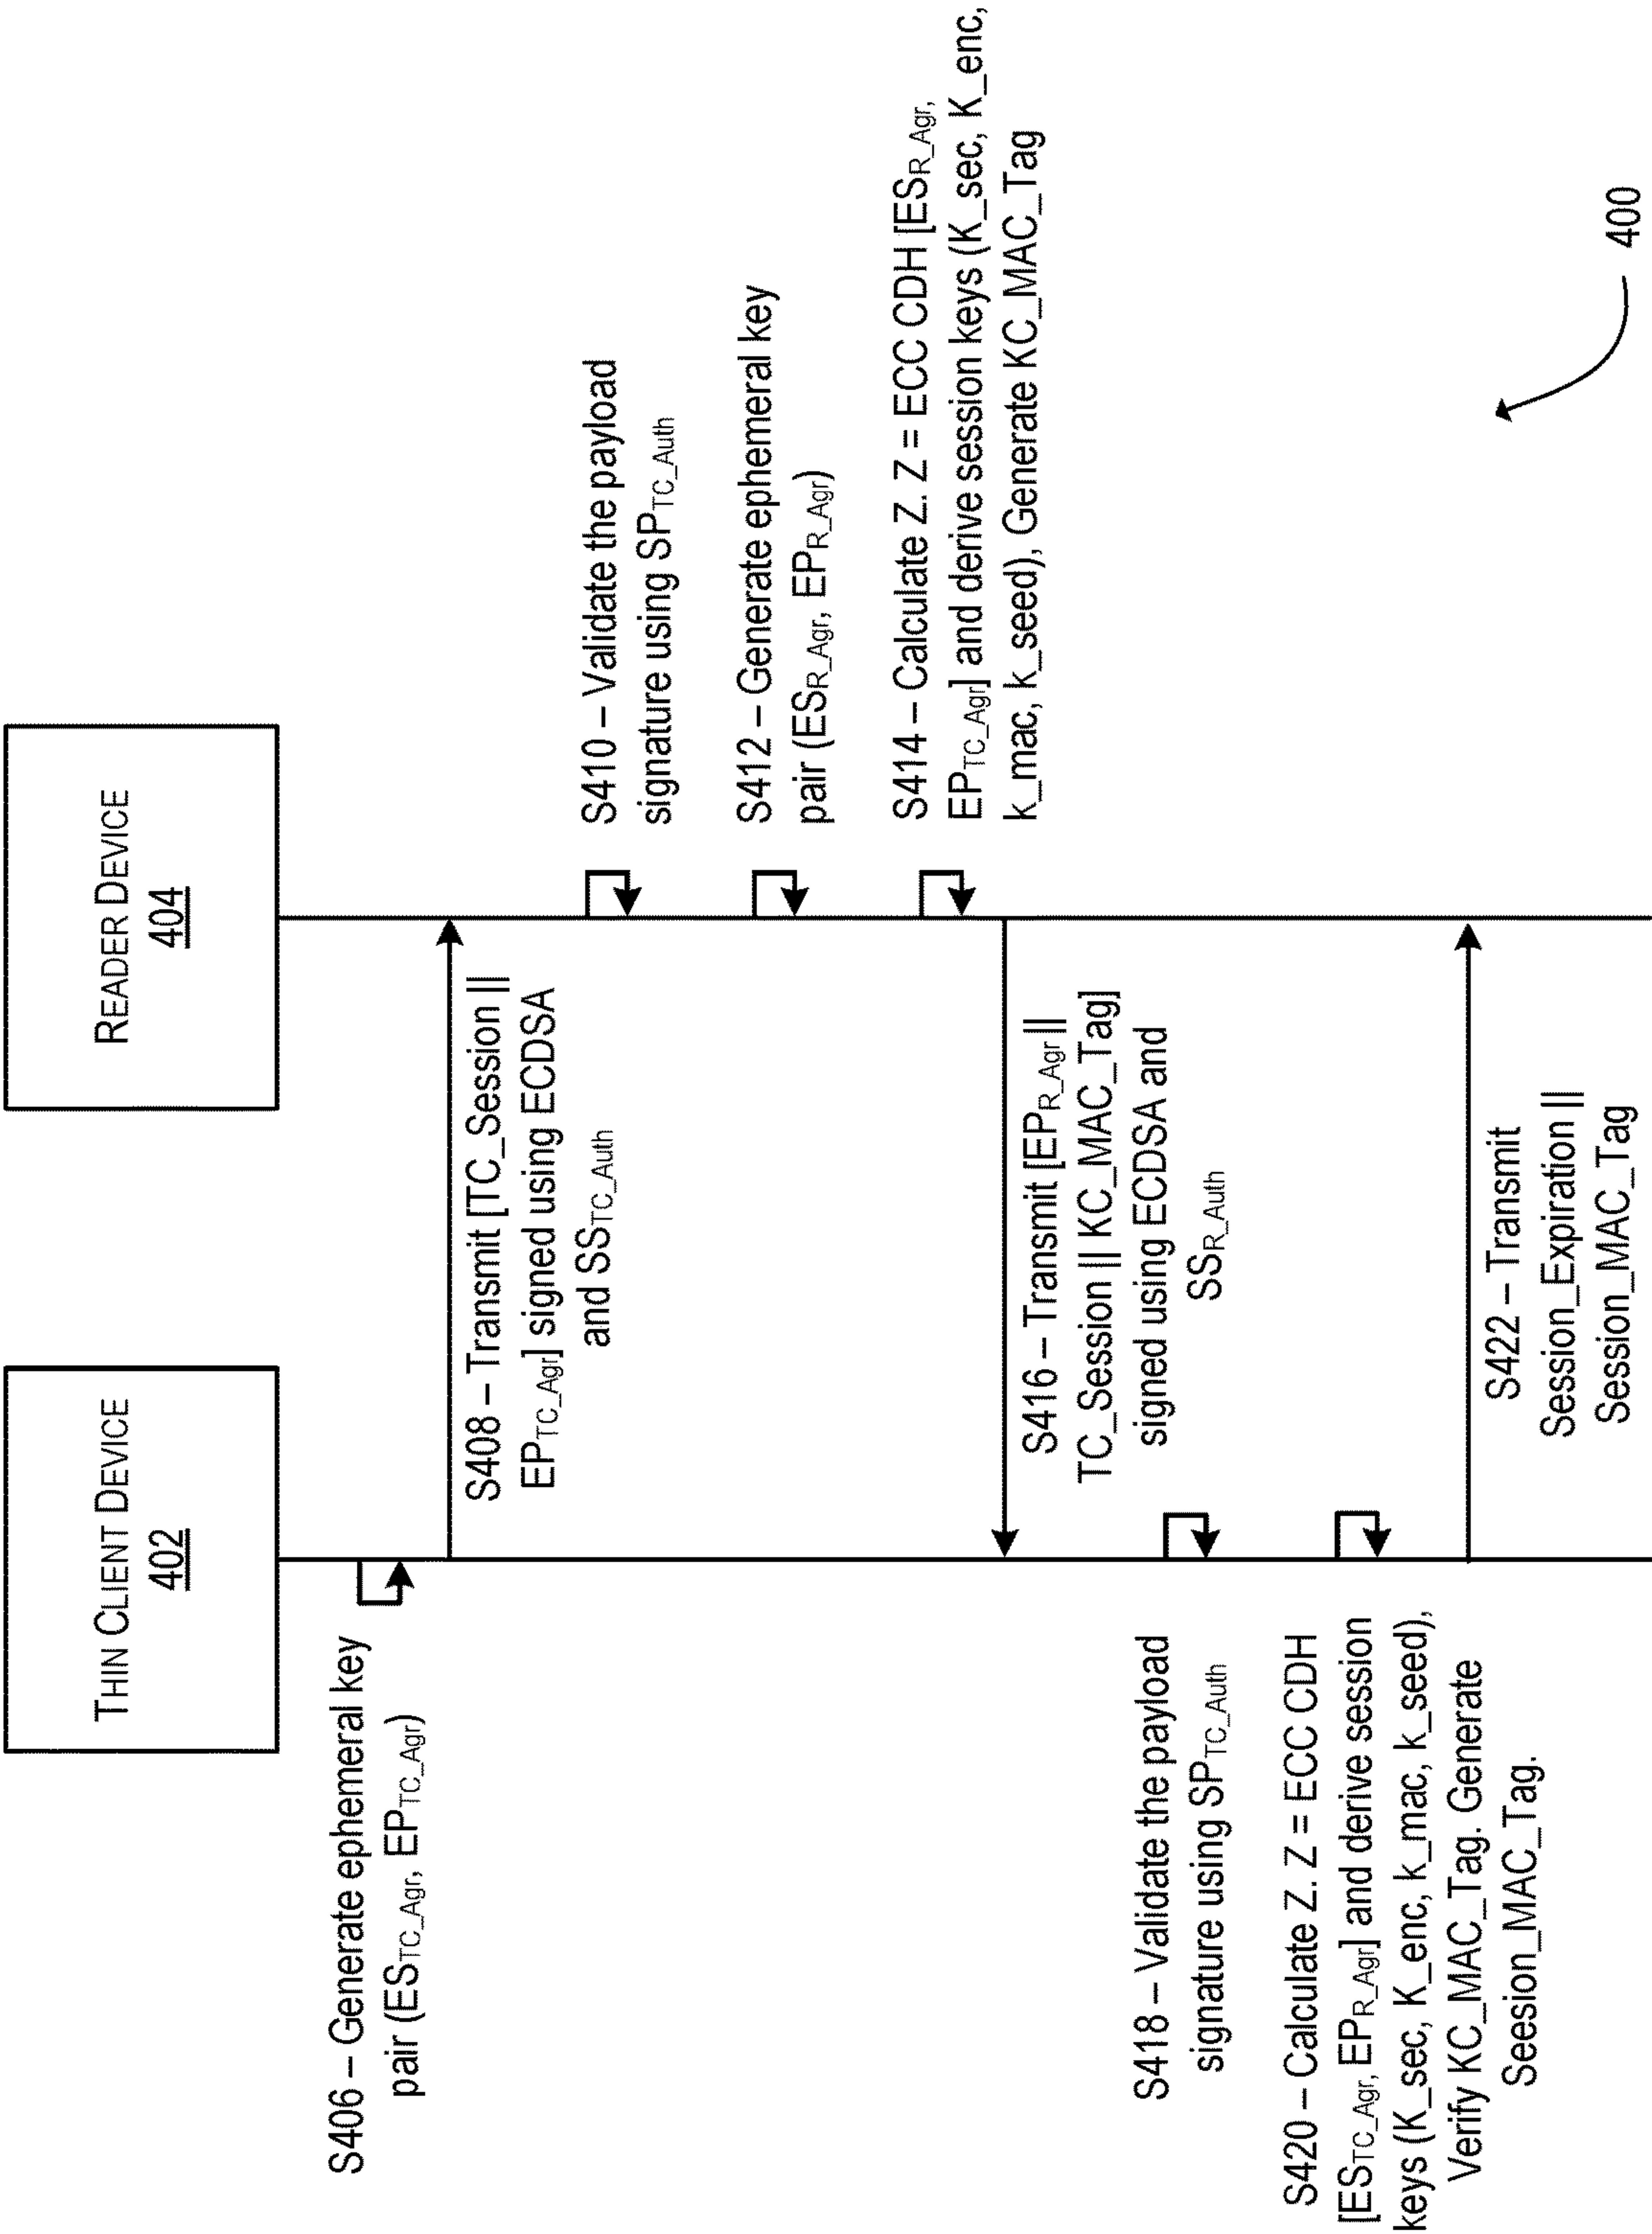 THIN CLIENT DEVICE
402
READER DEVICE
404
S406 – Generate ephemeral key
pair (ESTC_Agr, EPTC_Agr)
S408 – Transmit [TC_Session ||
EPTC_Agr] signed using ECDSA
and SSTC_Auth
S410 – Validate the payload
signature using SPTC_Auth
S412 – Generate ephemeral key
pair (ESR_Agr, EPR_Agr)
S414 – Calculate Z. Z = ECC CDH [ESR_Agr,
EPTC_Agr] and derive session keys (K_sec, K_enc,
k_mac, k_seed), Generate KC_MAC_Tag
S416 – Transmit [EPR_Agr ||
TC_Session || KC_MAC_Tag]
signed using ECDSA and
SSR_Auth
S418 – Validate the payload
signature using SPTC_Auth
S420 – Calculate Z. Z = ECC CDH
[ESTC_Agr, EPR_Agr] and derive session
keys (K_sec, K_enc, k_mac, k_seed),
Verify KC_MAC_Tag. Generate
Seesion_MAC_Tag.
S422 – Transmit
Session_Expiration ||
Session_MAC_Tag
400